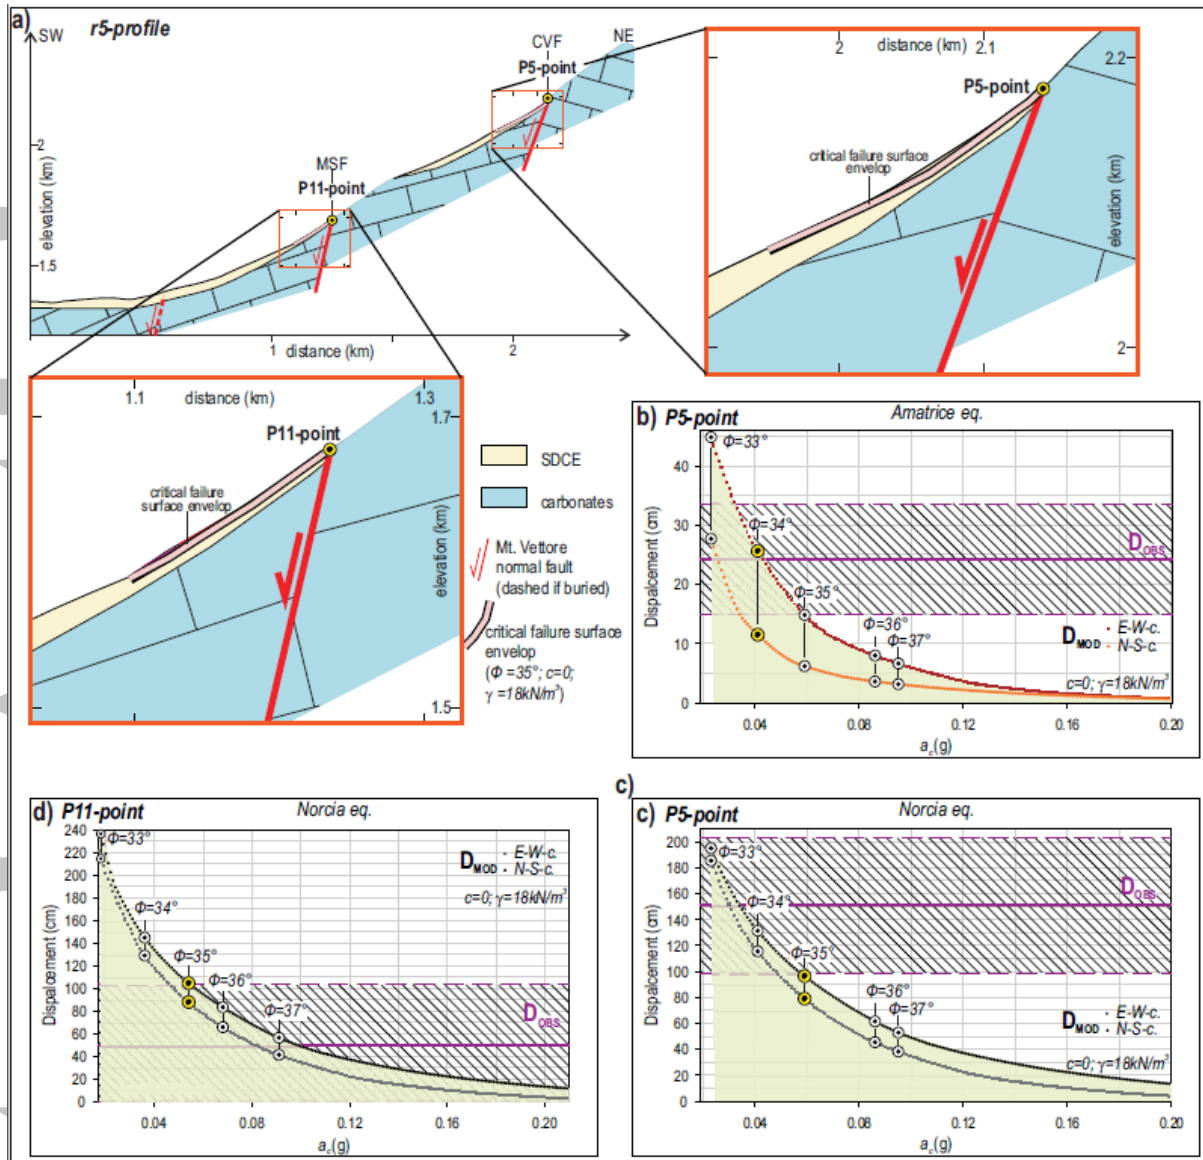 a)
SW
r5-profile
CVF
NE
P5-point
MSF
P11-point
elevation (km)
2
1.5
1
2
distance (km)
2
distance (km)
2.1
2.2
P5-point
critical failure surface
envelop
elevation (km)
2
1.1
distance (km)
1.3
1.7
P11-point
critical failure
surface envelop
elevation (km)
1.5
SDCE
carbonates
Mt. Vettore
normal fault
(dashed if buried)
critical failure surface
envelop
(Φ=35°; c=0;
γ=18kN/m³)
b) P5-point
Amatrice eq.
Dispalcement (cm)
40
30
20
10
0
Φ=33°
Φ=34°
Φ=35°
Φ=36°
Φ=37°
DOBS
DMOD
E-W-c.
N-S-c.
c=0; γ=18kN/m³
0.04
0.08
0.12
0.16
0.20
ac(g)
d) P11-point
Norcia eq.
Dispalcement (cm)
240
220
200
180
160
140
120
100
80
60
40
20
0
Φ=33°
Φ=34°
Φ=35°
Φ=36°
Φ=37°
DMOD
E-W-c.
N-S-c.
c=0; γ=18kN/m³
DOBS
0.04
0.08
0.12
0.16
0.20
ac(g)
c)
c) P5-point
Norcia eq.
Dispalcement (cm)
200
180
160
140
120
100
80
60
40
20
0
Φ=33°
Φ=34°
Φ=35°
Φ=36°
Φ=37°
DOBS
DMOD
E-W-c.
N-S-c.
c=0; γ=18kN/m³
0.04
0.08
0.12
0.16
0.20
ac(g)